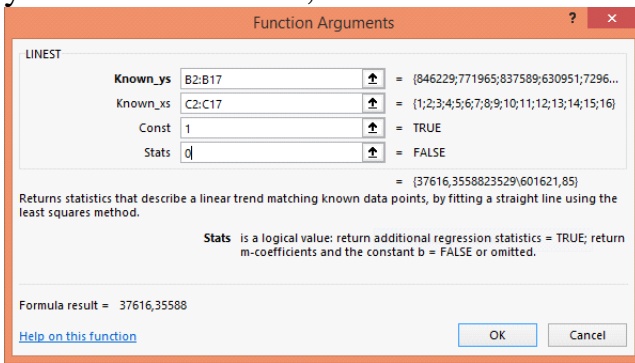 Function Arguments ? ×
LINEST
Known_ys B2:B17 = {846229;771965;837589;630951;7296...
Known_xs C2:C17 = {1;2;3;4;5;6;7;8;9;10;11;12;13;14;15;16}
Const 1 = TRUE
Stats 0 = FALSE
= {37616,3558823529\601621,85}
Returns statistics that describe a linear trend matching known data points, by fitting a straight line using the
least squares method.
Stats is a logical value: return additional regression statistics = TRUE; return
m-coefficients and the constant b = FALSE or omitted.
Formula result = 37616,35588
Help on this function OK Cancel